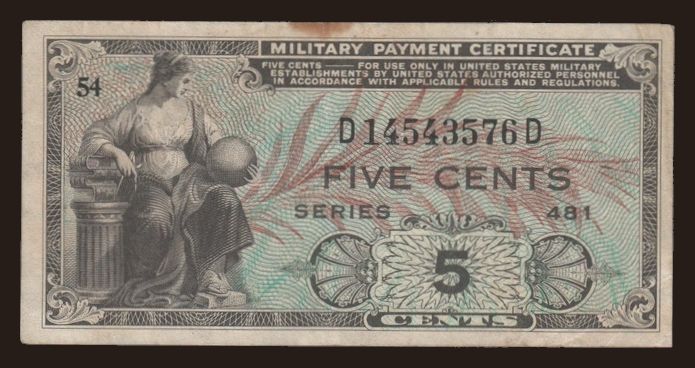 MILITARY PAYMENT CERTIFICATE
FIVE CENTS — FOR USE ONLY IN UNITED STATES MILITARY
ESTABLISHMENTS BY UNITED STATES AUTHORIZED PERSONNEL
IN ACCORDANCE WITH APPLICABLE RULES AND REGULATIONS.
54
D14543576D
FIVE CENTS
SERIES 481
5
CENTS